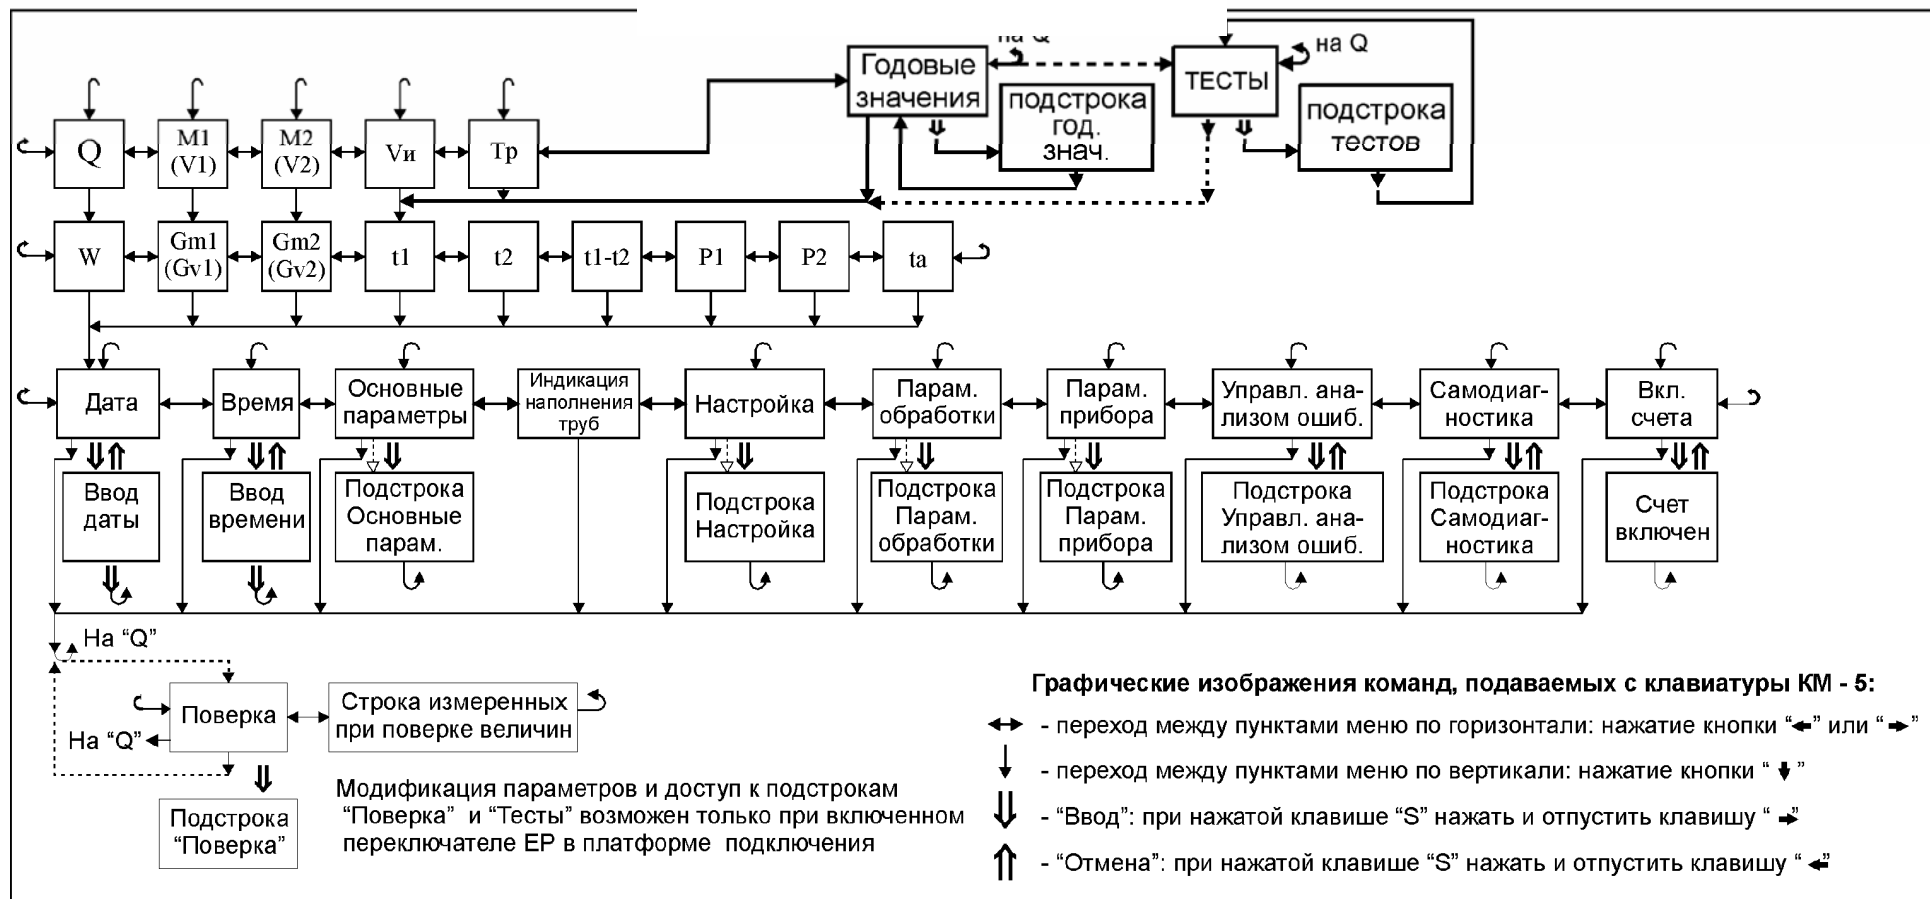 на Q
на Q
Годовые
значения
ТЕСТЫ
подстрока
год.
знач.
подстрока
тестов
Q
М1
(V1)
М2
(V2)
Vи
Тр
W
Gm1
(Gv1)
Gm2
(Gv2)
t1
t2
t1-t2
P1
P2
ta
Дата
Время
Основные
параметры
Индикация
наполнения
труб
Настройка
Парам.
обработки
Парам.
прибора
Управл. ана-
лизом ошиб.
Самодиаг-
ностика
Вкл.
счета
Ввод
даты
Ввод
времени
Подстрока
Основные
парам.
Подстрока
Настройка
Подстрока
Парам.
обработки
Подстрока
Парам.
прибора
Подстрока
Управл. ана-
лизом ошиб.
Подстрока
Самодиаг-
ностика
Счет
включен
На “Q”
Поверка
Строка измеренных
при поверке величин
На “Q”
Подстрока
“Поверка”
Модификация параметров и доступ к подстрокам
“Поверка” и “Тесты” возможен только при включенном
переключателе ЕР в платформе подключения
Графические изображения команд, подаваемых с клавиатуры КМ - 5:
- переход между пунктами меню по горизонтали: нажатие кнопки “←” или “→”
- переход между пунктами меню по вертикали: нажатие кнопки “ ↓ ”
- “Ввод”: при нажатой клавише “S” нажать и отпустить клавишу “ →”
- “Отмена”: при нажатой клавише “S” нажать и отпустить клавишу “ ←”